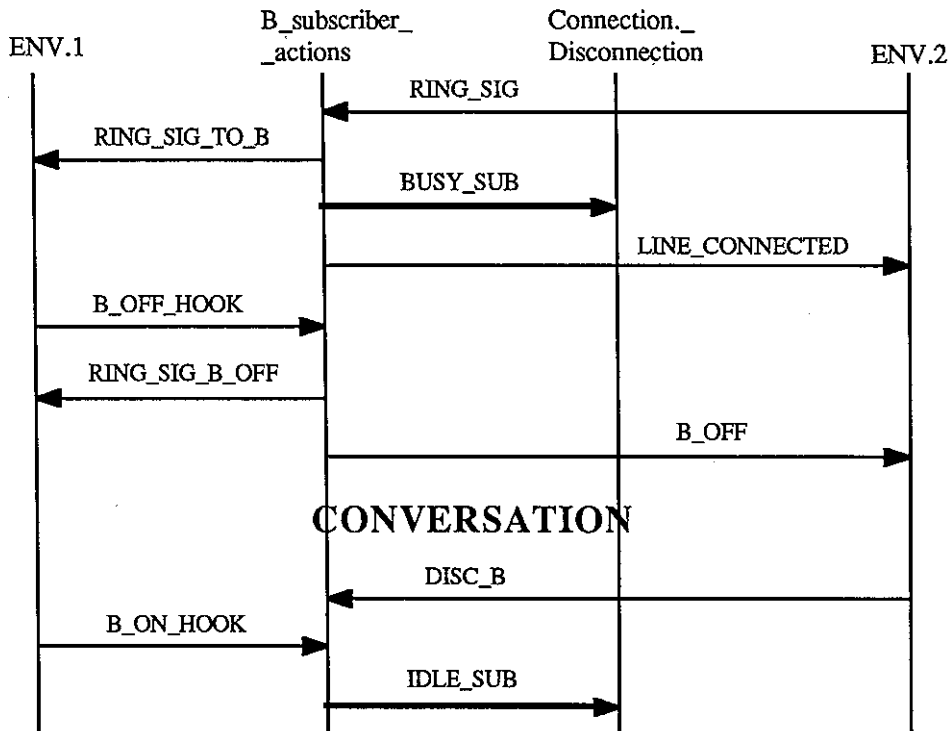 ENV.1
B_subscriber_
_actions
Connection._
Disconnection
ENV.2
RING_SIG
RING_SIG_TO_B
BUSY_SUB
LINE_CONNECTED
B_OFF_HOOK
RING_SIG_B_OFF
B_OFF
CONVERSATION
DISC_B
B_ON_HOOK
IDLE_SUB